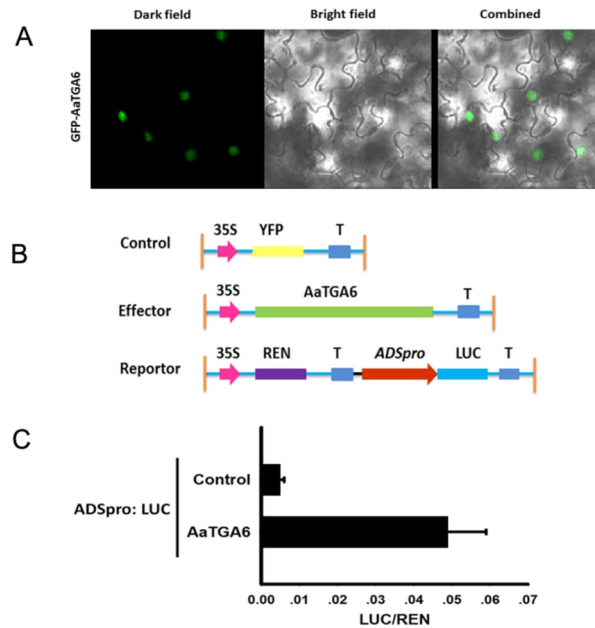 A
Dark field Bright field Combined
GFP-AaTGA6
B
35S YFP T
Control
35S AaTGA6 T
Effector
35S REN T ADSpro LUC T
Reportor
C
Control
ADSpro: LUC
AaTGA6
0.00 .01 .02 .03 .04 .05 .06 .07
LUC/REN